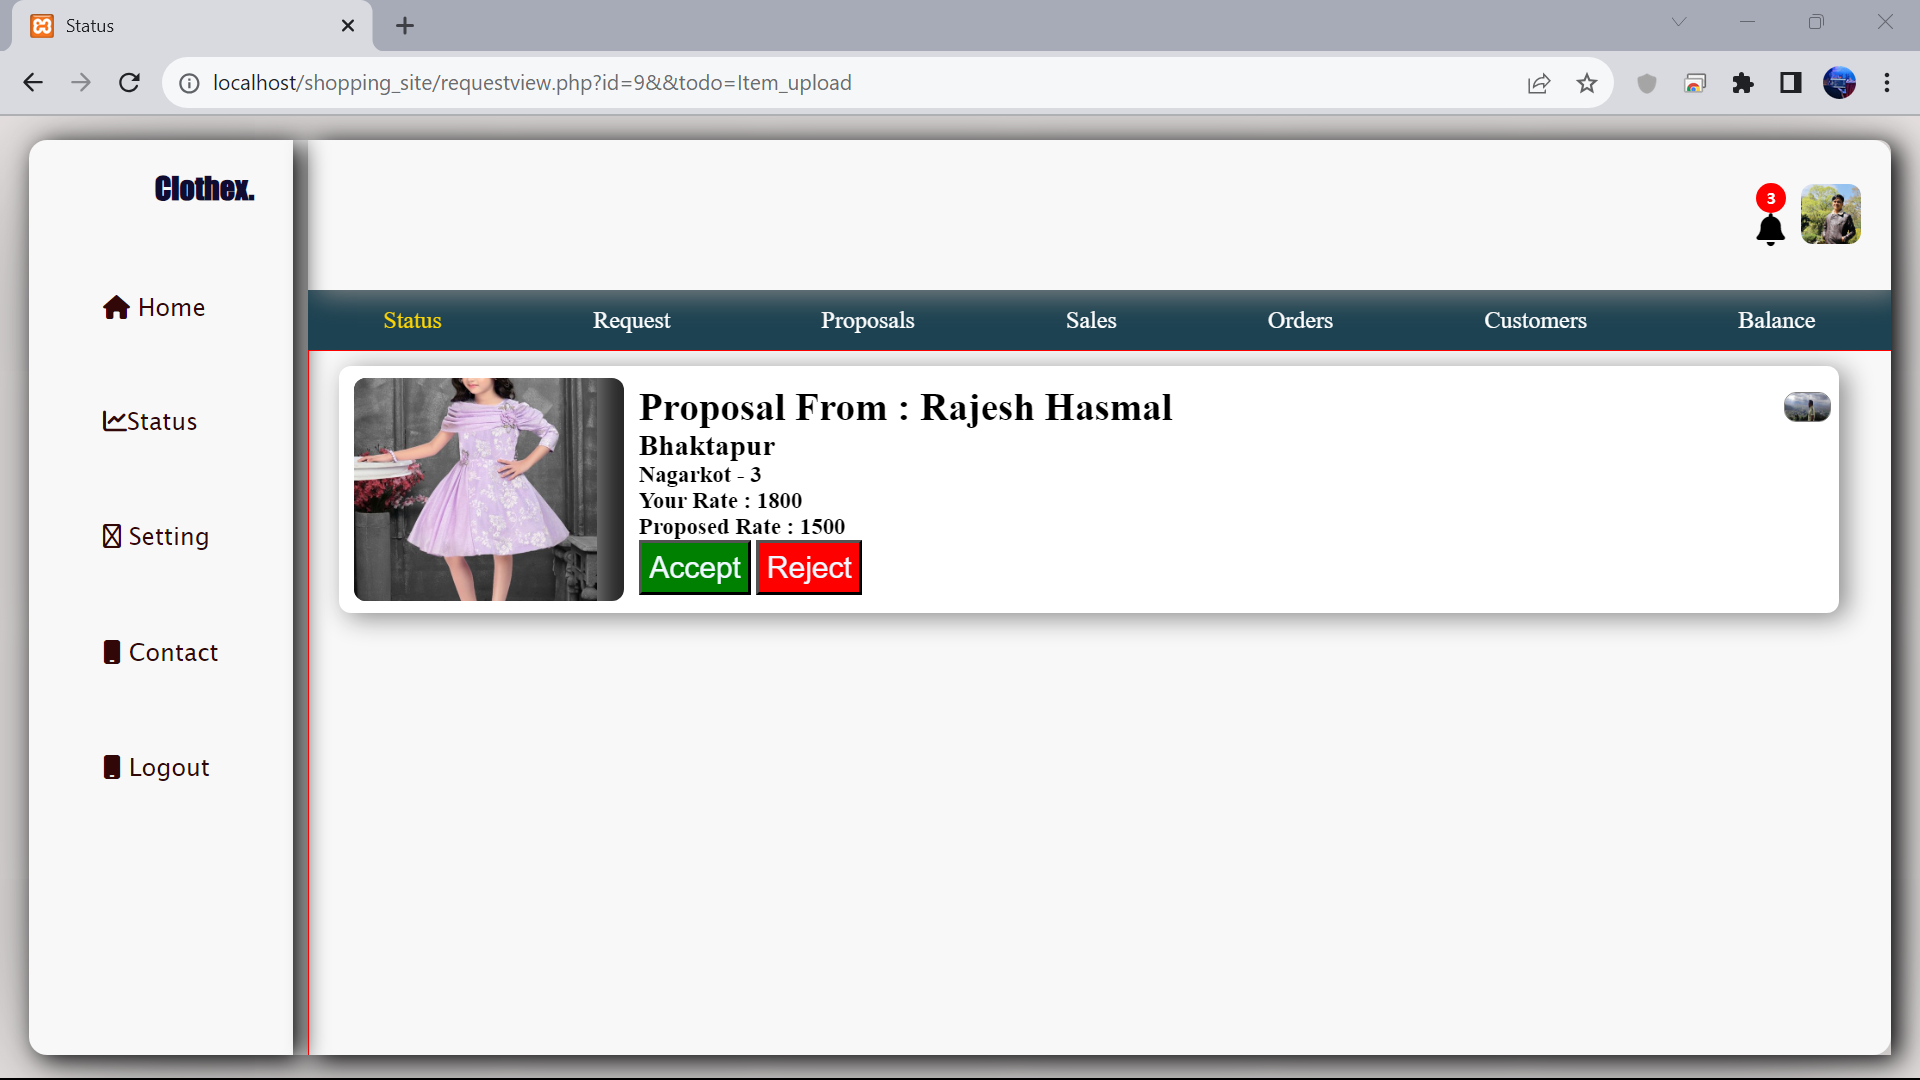 Status
localhost/shopping_site/requestview.php?id=9&&todo=Item_upload
Clothex.
3
Home
Status
Setting
Contact
Logout
Status Request Proposals Sales Orders Customers Balance
Proposal From : Rajesh Hasmal
Bhaktapur
Nagarkot - 3
Your Rate : 1800
Proposed Rate : 1500
Accept Reject